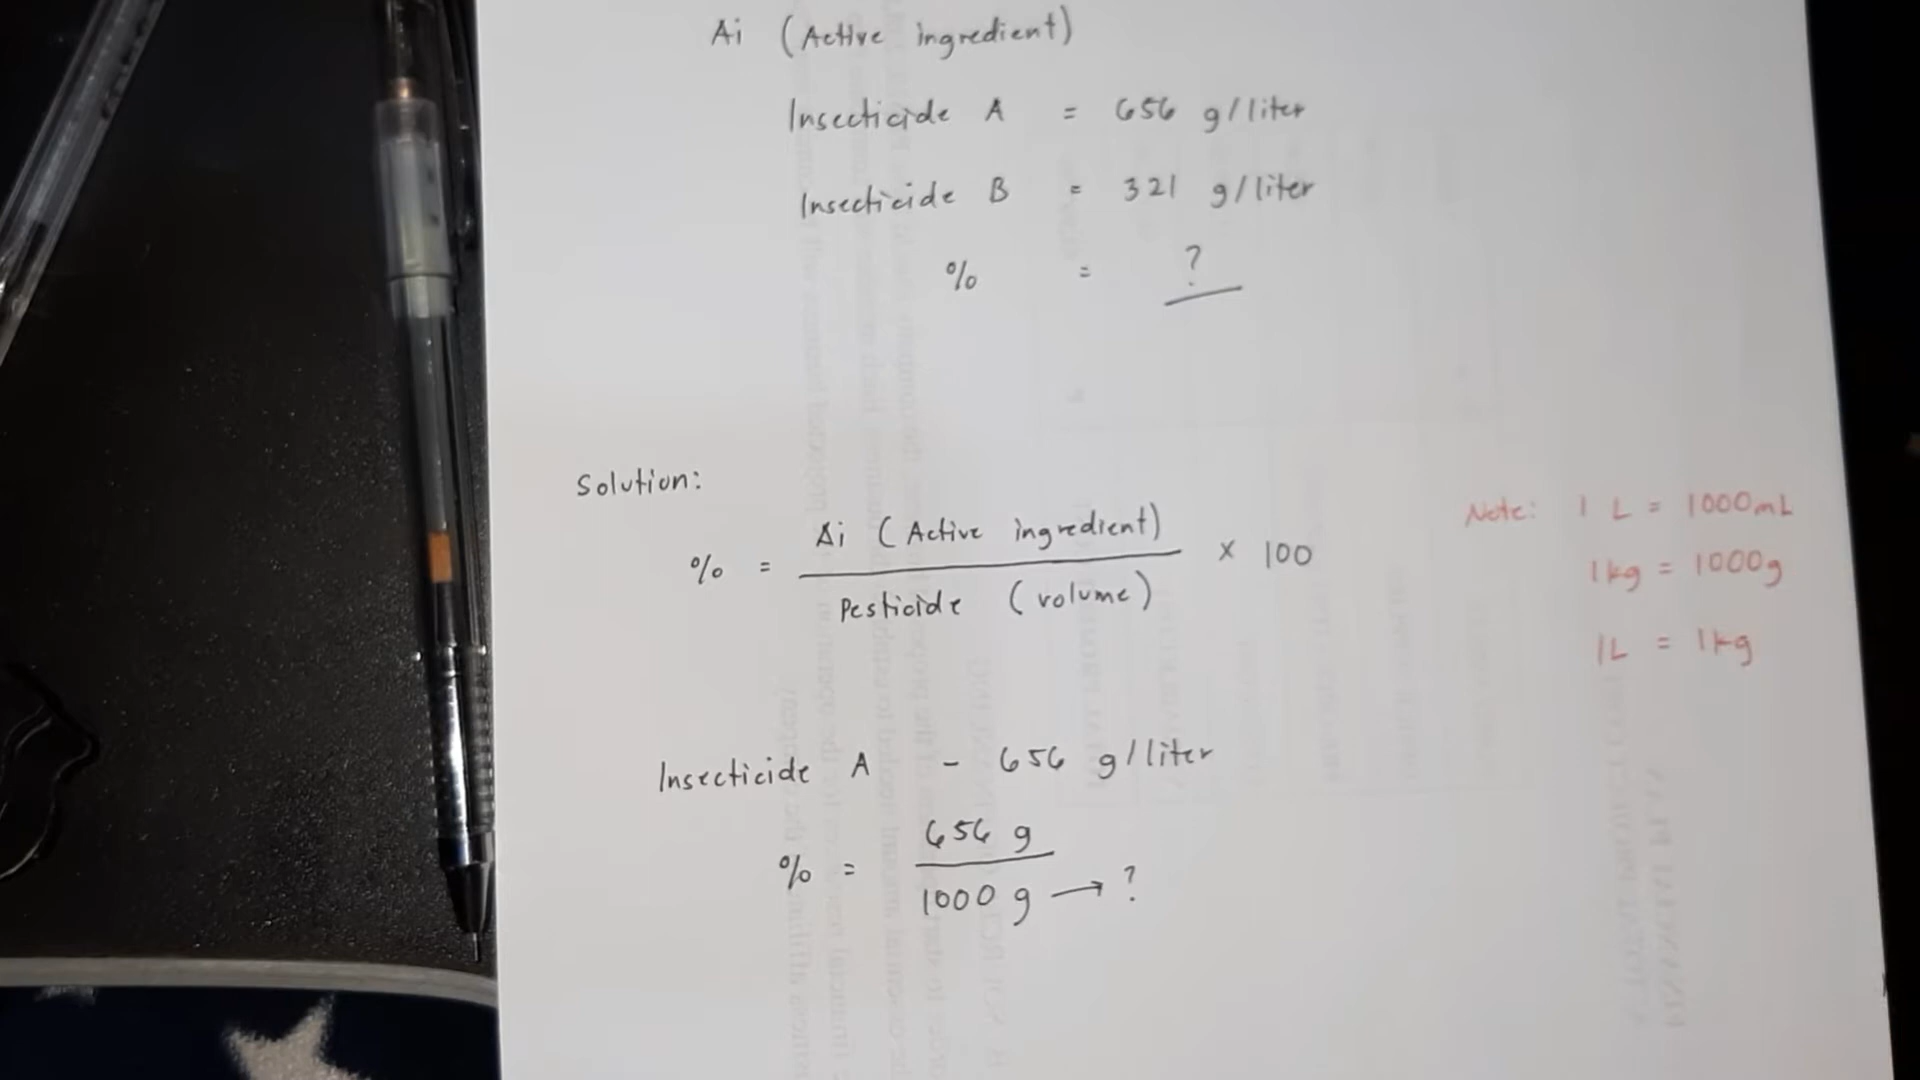 Ai (Active ingredient)
Insecticide A = 656 g/liter
Insecticide B = 321 g/liter
% = ?
Solution:
% = Ai (Active ingredient) / Pesticide (volume) x 100
Note: 1 L = 1000mL
1kg = 1000g
1L = 1kg
Insecticide A - 656 g/liter
% = 656 g / 1000 g → ?